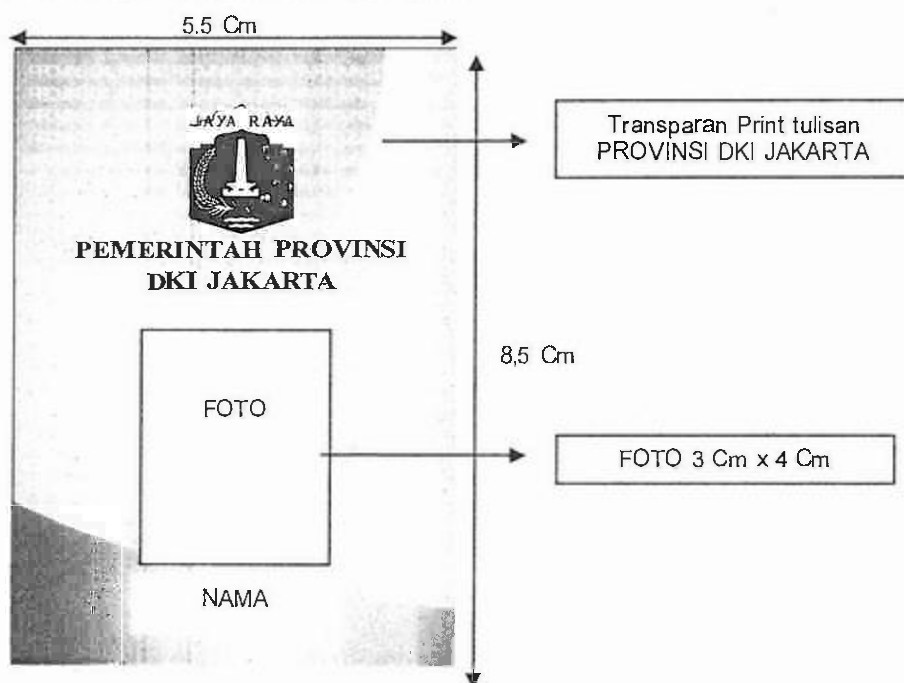 5,5 Cm
JAYA RAYA
PEMERINTAH PROVINSI
DKI JAKARTA
Transparan Print tulisan
PROVINSI DKI JAKARTA
8,5 Cm
FOTO
FOTO 3 Cm x 4 Cm
NAMA